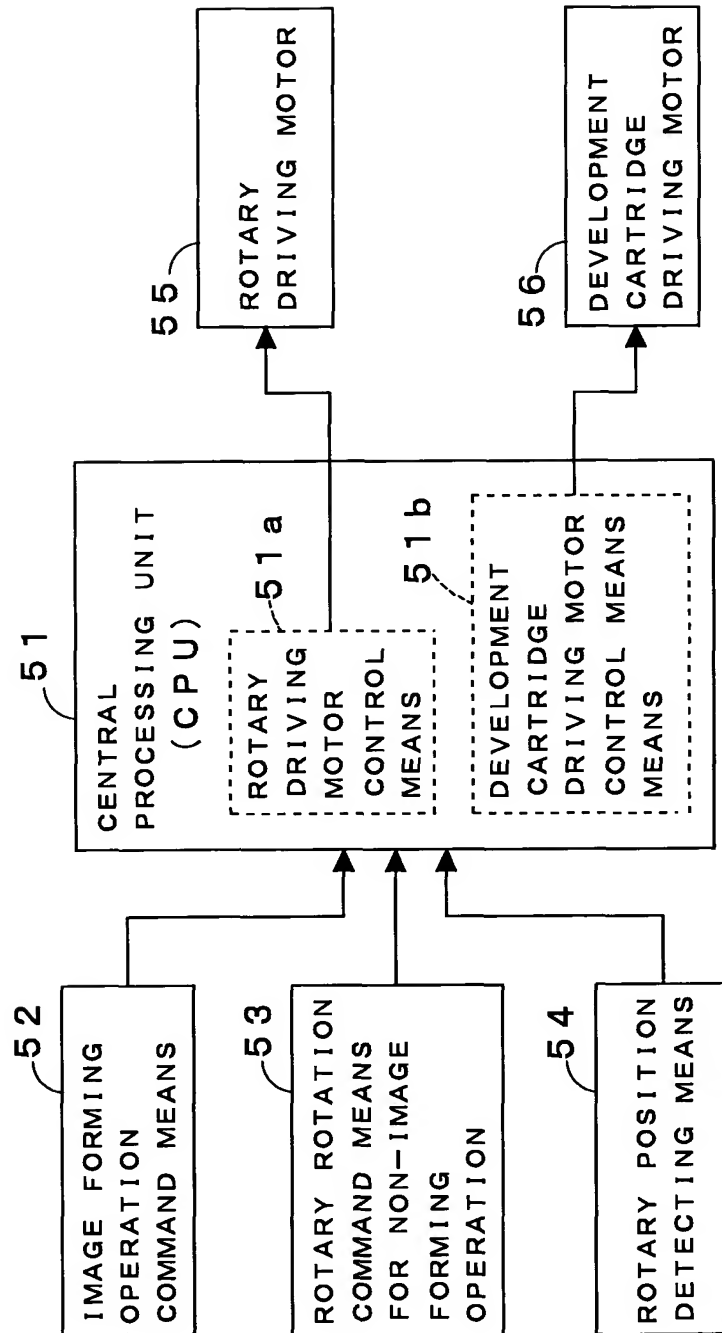 52
IMAGE FORMING
OPERATION
COMMAND MEANS
53
ROTARY ROTATION
COMMAND MEANS
FOR NON-IMAGE
FORMING
OPERATION
54
ROTARY POSITION
DETECTING MEANS
51
CENTRAL
PROCESSING UNIT
(CPU)
51a
ROTARY
DRIVING
MOTOR
CONTROL
MEANS
51b
DEVELOPMENT
CARTRIDGE
DRIVING MOTOR
CONTROL MEANS
MEANS
55
ROTARY
DRIVING MOTOR
56
DEVELOPMENT
CARTRIDGE
DRIVING MOTOR